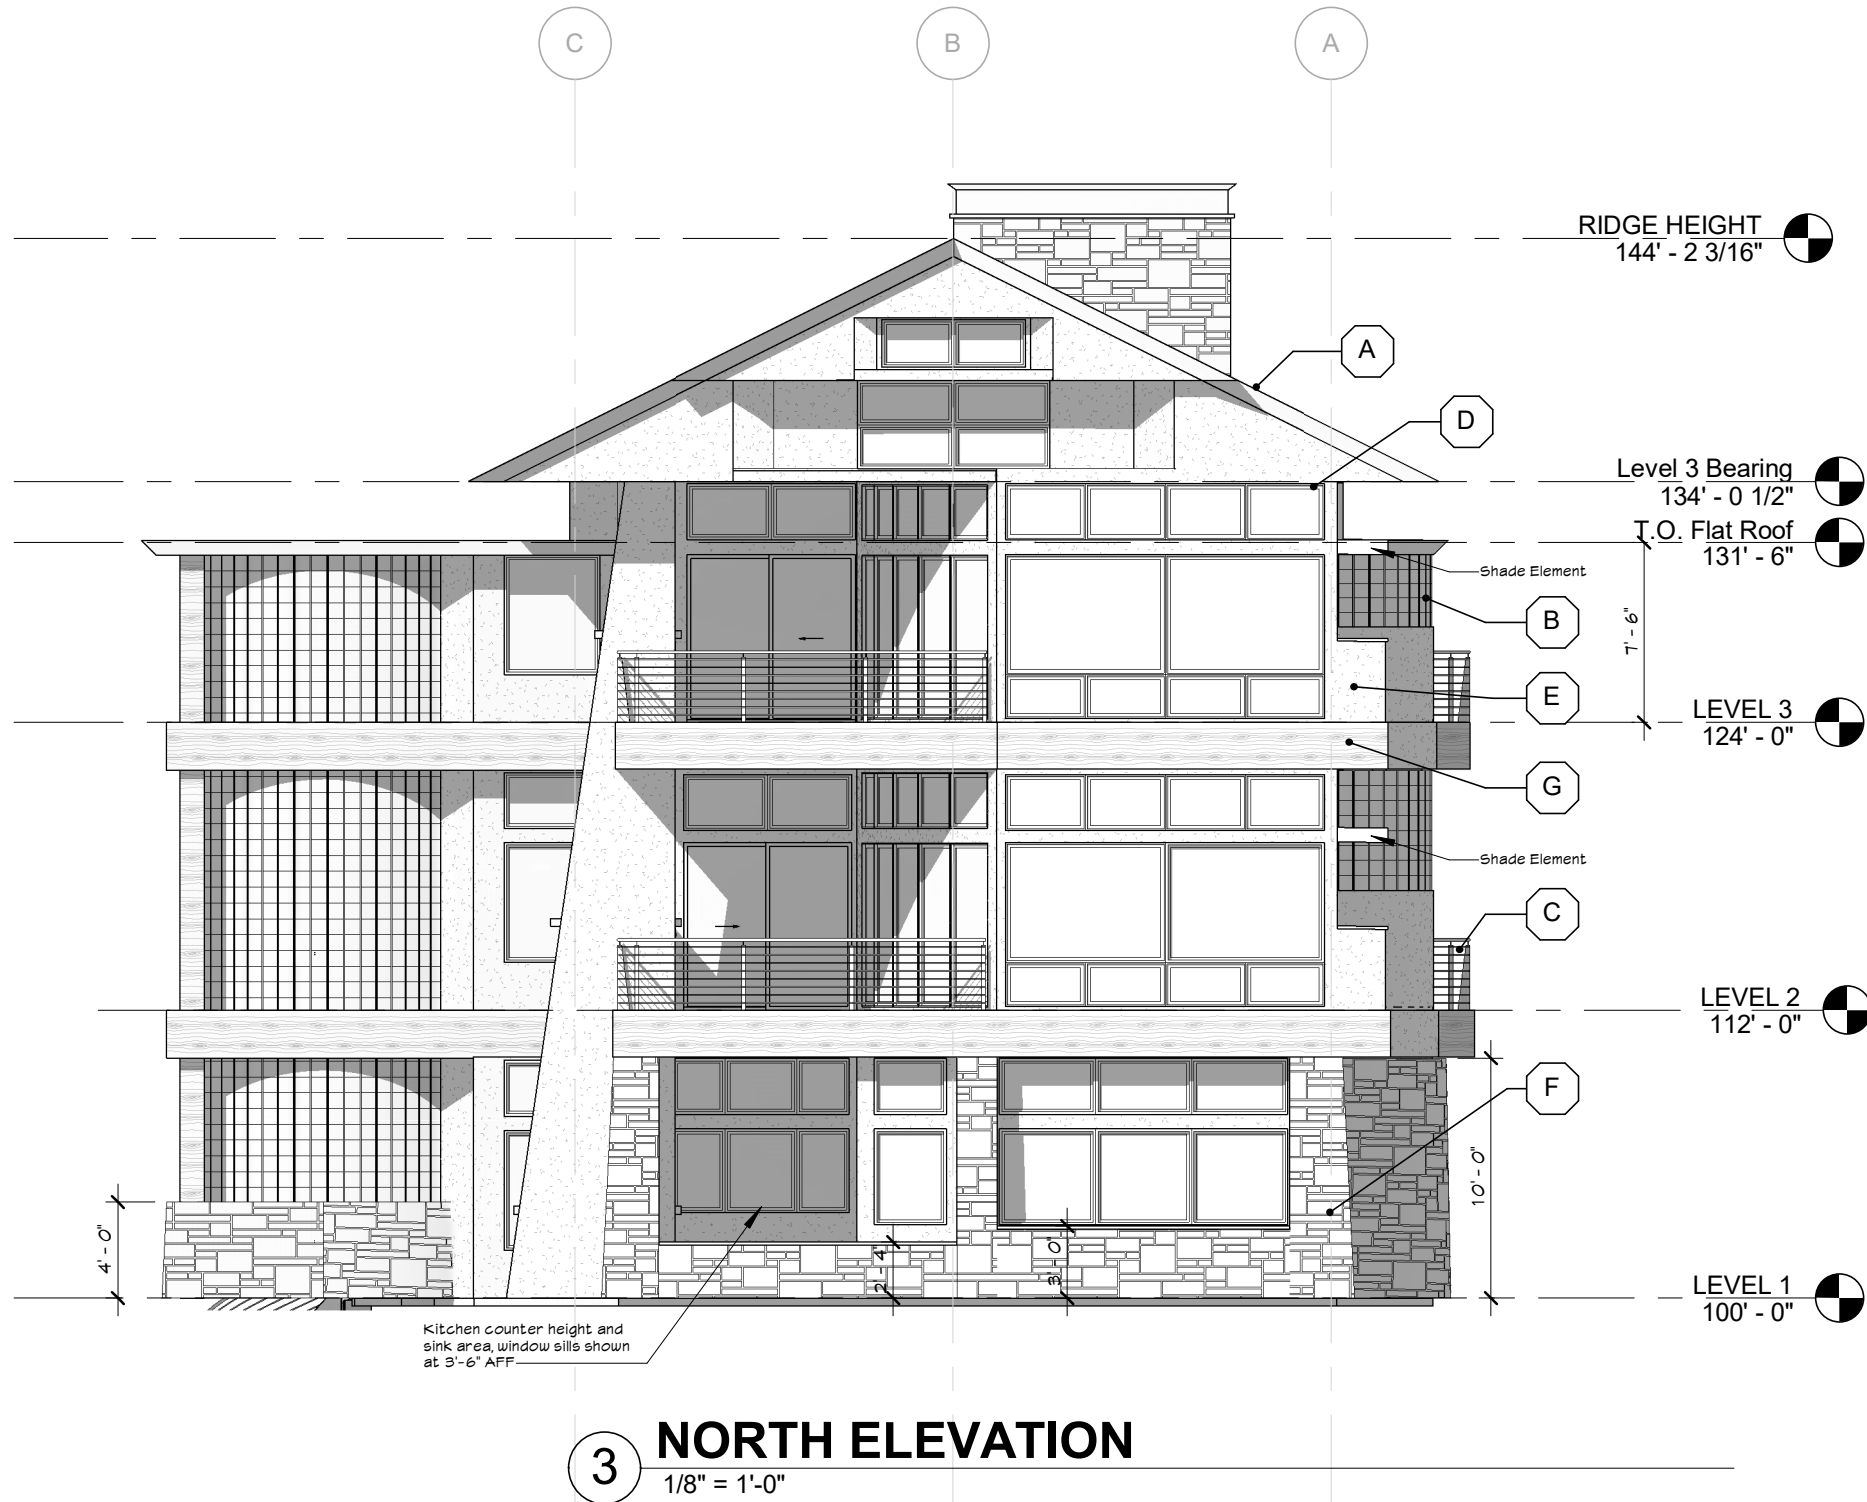 C
B
A
RIDGE HEIGHT
144' - 2 3/16"
A
D
Level 3 Bearing
134' - 0 1/2"
T.O. Flat Roof
131' - 6"
Shade Element
B
7' - 6"
E
LEVEL 3
124' - 0"
G
Shade Element
C
LEVEL 2
112' - 0"
F
10' - 0"
4' - 0"
2' - 4"
3' - 0"
LEVEL 1
100' - 0"
Kitchen counter height and
sink area, window sills shown
at 3'-6" AFF
3
NORTH ELEVATION
1/8" = 1'-0"